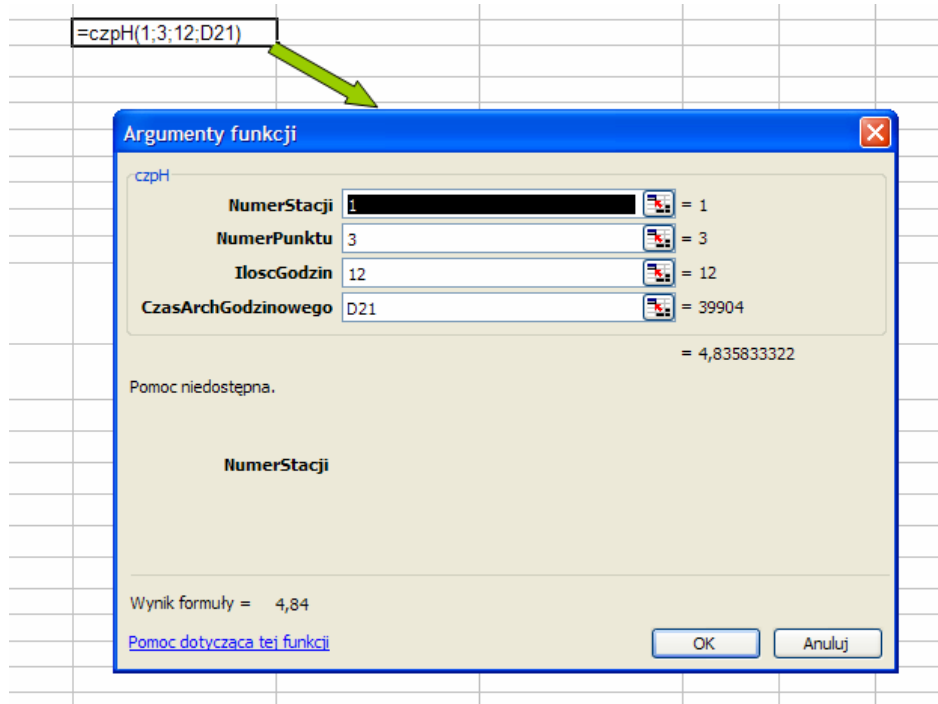 =czpH(1;3;12;D21)
Argumenty funkcji
czpH
NumerStacji 1 = 1
NumerPunktu 3 = 3
IloscGodzin 12 = 12
CzasArchGodzinowego D21 = 39904
= 4,835833322
Pomoc niedostępna.
NumerStacji
Wynik formuły = 4,84
Pomoc dotycząca tej funkcji OK Anuluj